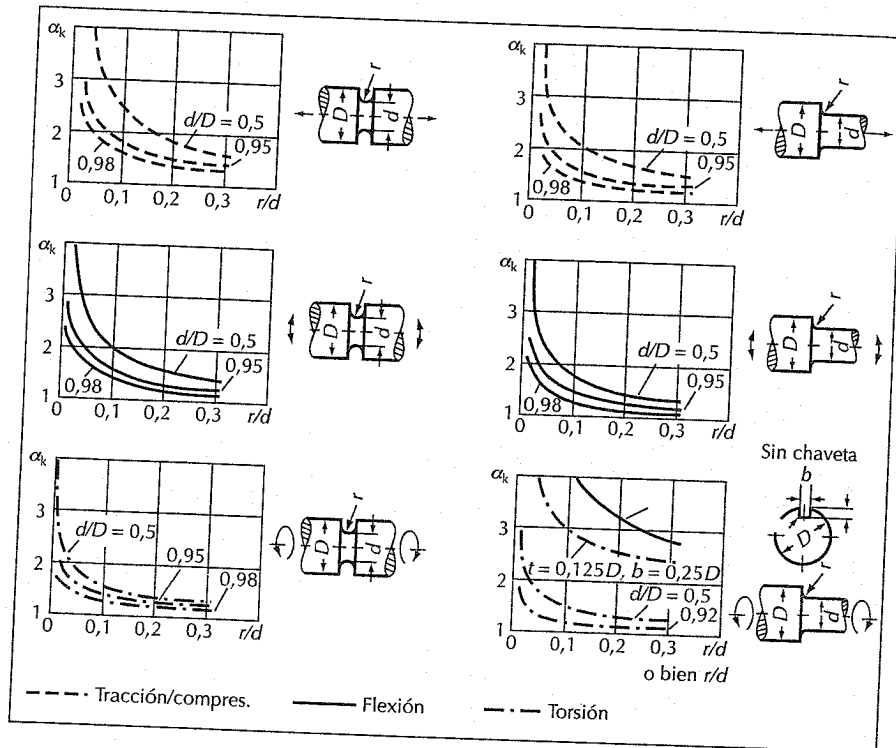 αk
3
2
1
d/D = 0,5
0,95
0,98
0
0,1
0,2
0,3
r/d
r
D
d
αk
3
2
1
d/D = 0,5
0,95
0,98
0
0,1
0,2
0,3
r/d
r
D
d
αk
3
2
1
d/D = 0,5
0,95
0,98
0
0,1
0,2
0,3
r/d
r
D
d
αk
3
2
1
d/D = 0,5
0,95
0,98
0
0,1
0,2
0,3
r/d
r
D
d
αk
3
2
1
d/D = 0,5
0,95
0,98
0
0,1
0,2
0,3
r/d
r
D
d
Sin chaveta
b
D
αk
3
2
1
t = 0,125D, b = 0,25D
d/D = 0,5
0,92
0
0,1
0,2
0,3
r/d
o bien r/d
r
D
d
Tracción/compres.
Flexión
Torsión